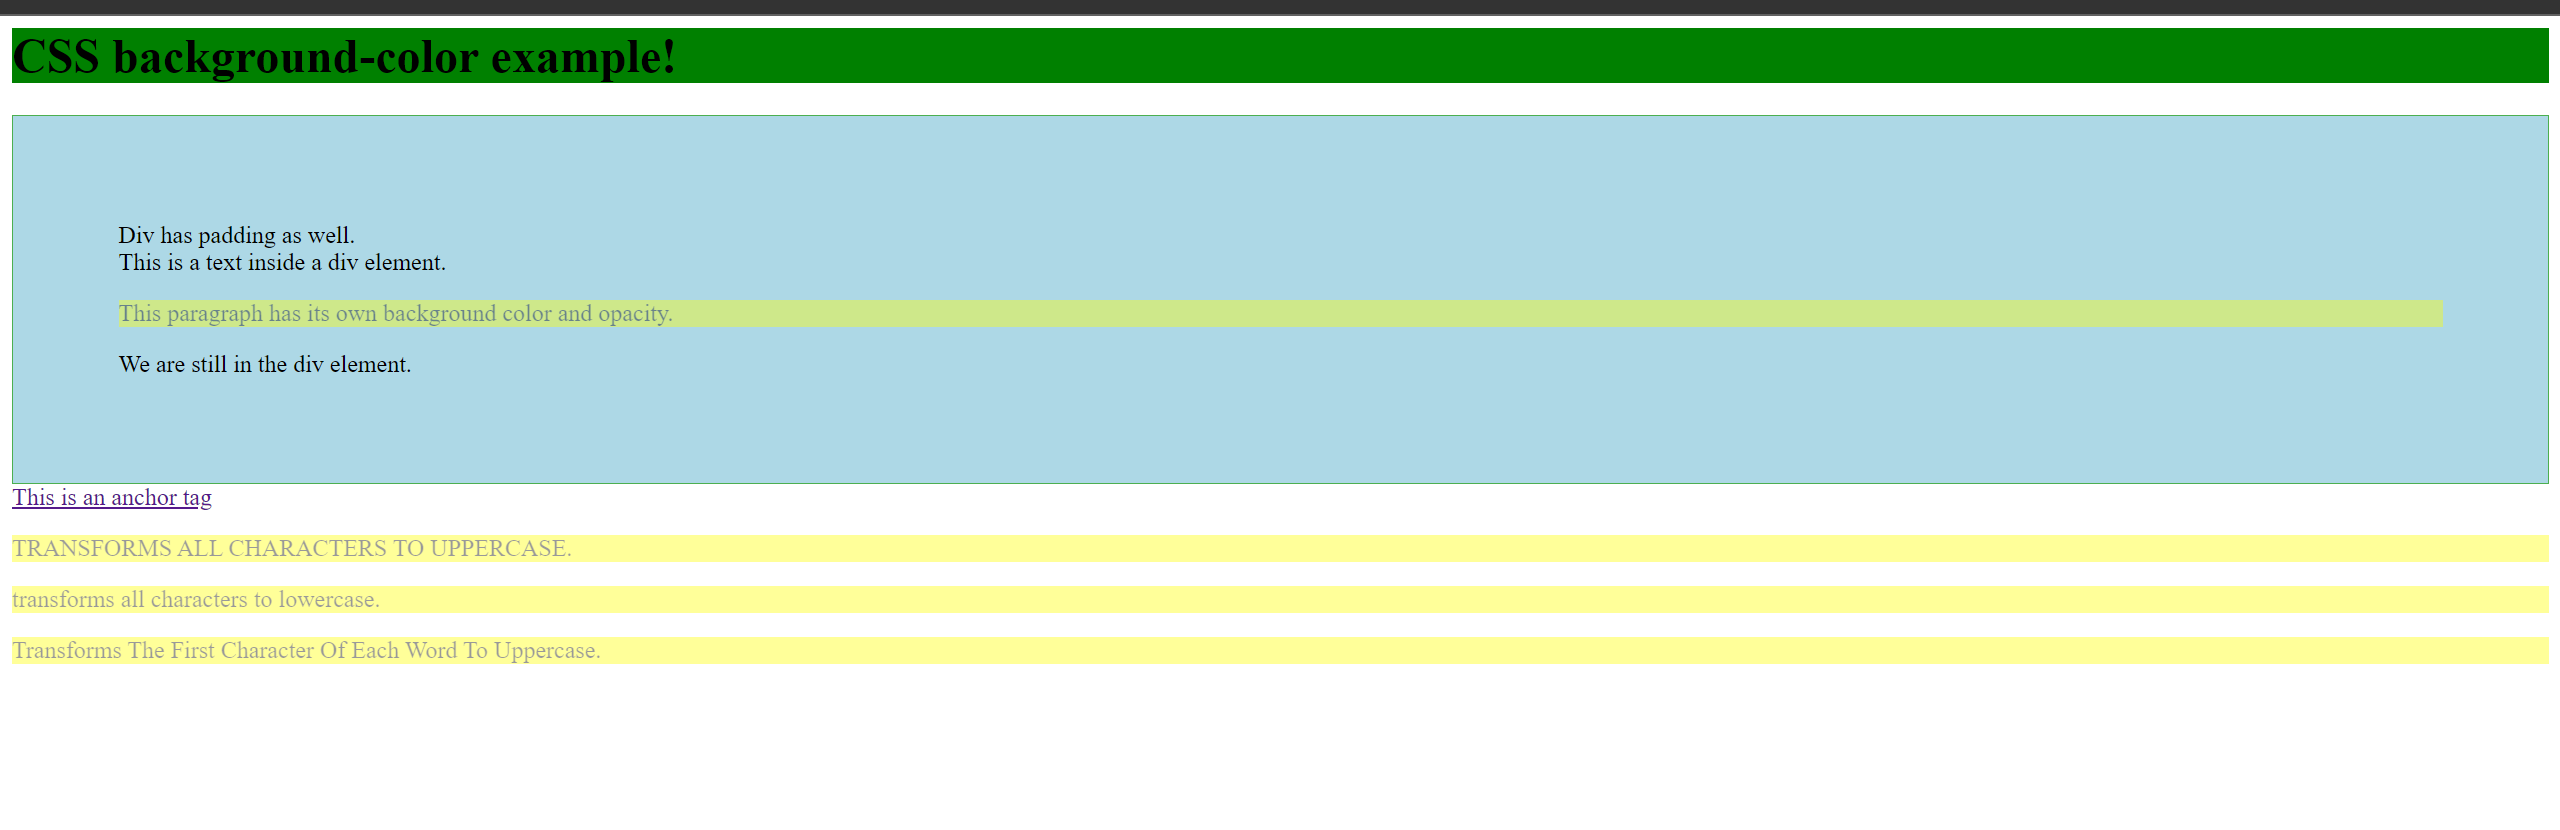 CSS background-color example!
Div has padding as well.
This is a text inside a div element.
This paragraph has its own background color and opacity.
We are still in the div element.
This is an anchor tag
TRANSFORMS ALL CHARACTERS TO UPPERCASE.
transforms all characters to lowercase.
Transforms The First Character Of Each Word To Uppercase.